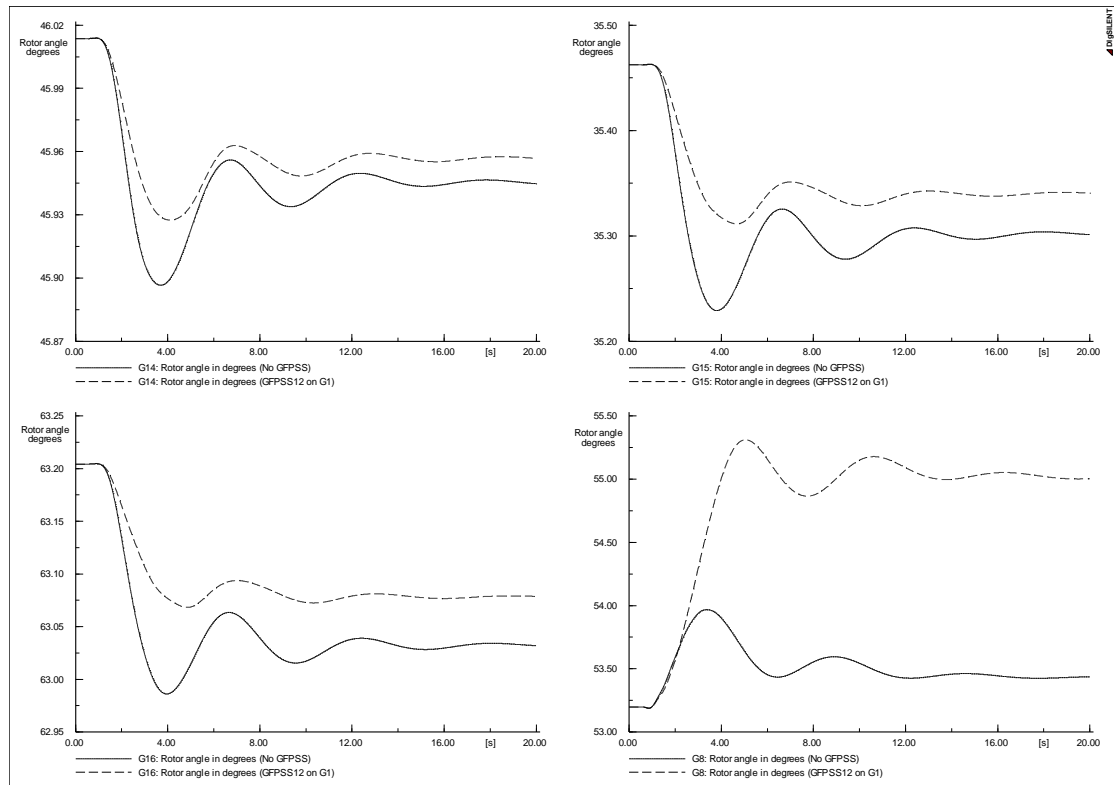 DIgSILENT
46.02
Rotor angle
degrees
45.99
45.96
45.93
45.90
45.87
0.00 4.00 8.00 12.00 [s] 20.00
G14: Rotor angle in degrees (No GFPSS)
G14: Rotor angle in degrees (GFPSS12 on G1)
35.50
Rotor angle
degrees
35.40
35.30
35.20
0.00 4.00 8.00 12.00 [s] 20.00
G15: Rotor angle in degrees (No GFPSS)
G15: Rotor angle in degrees (GFPSS12 on G1)
63.25
Rotor angle
degrees
63.20
63.15
63.10
63.05
63.00
62.95
0.00 4.00 8.00 12.00 [s] 20.00
G16: Rotor angle in degrees (No GFPSS)
G16: Rotor angle in degrees (GFPSS12 on G1)
55.50
Rotor angle
degrees
55.00
54.50
54.00
53.50
53.00
0.00 4.00 8.00 12.00 [s] 20.00
G8: Rotor angle in degrees (No GFPSS)
G8: Rotor angle in degrees (GFPSS12 on G1)